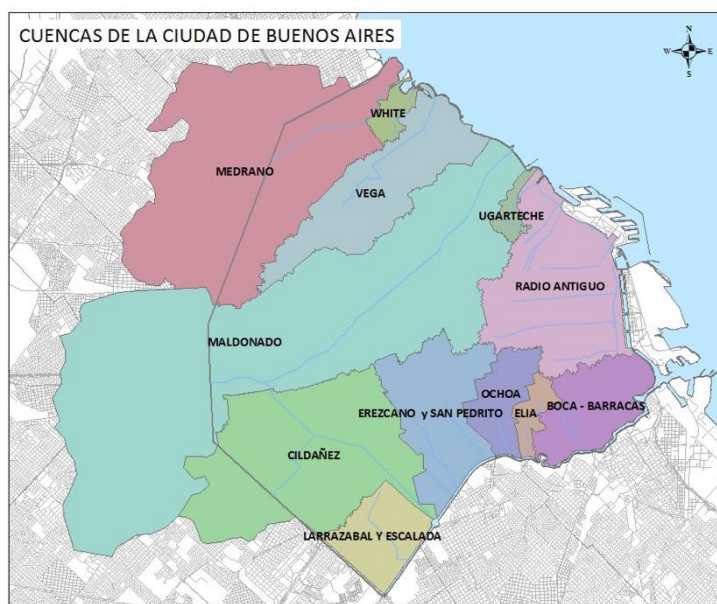 CUENCAS DE LA CIUDAD DE BUENOS AIRES
N
W E
S
WHITE
MEDRANO
VEGA
UGARTECHE
RADIO ANTIGUO
MALDONADO
OCHOA
EREZCANO y SAN PEDRITO
ELIA
BOCA - BARRACAS
CILDAÑEZ
LARRAZABAL Y ESCALADA